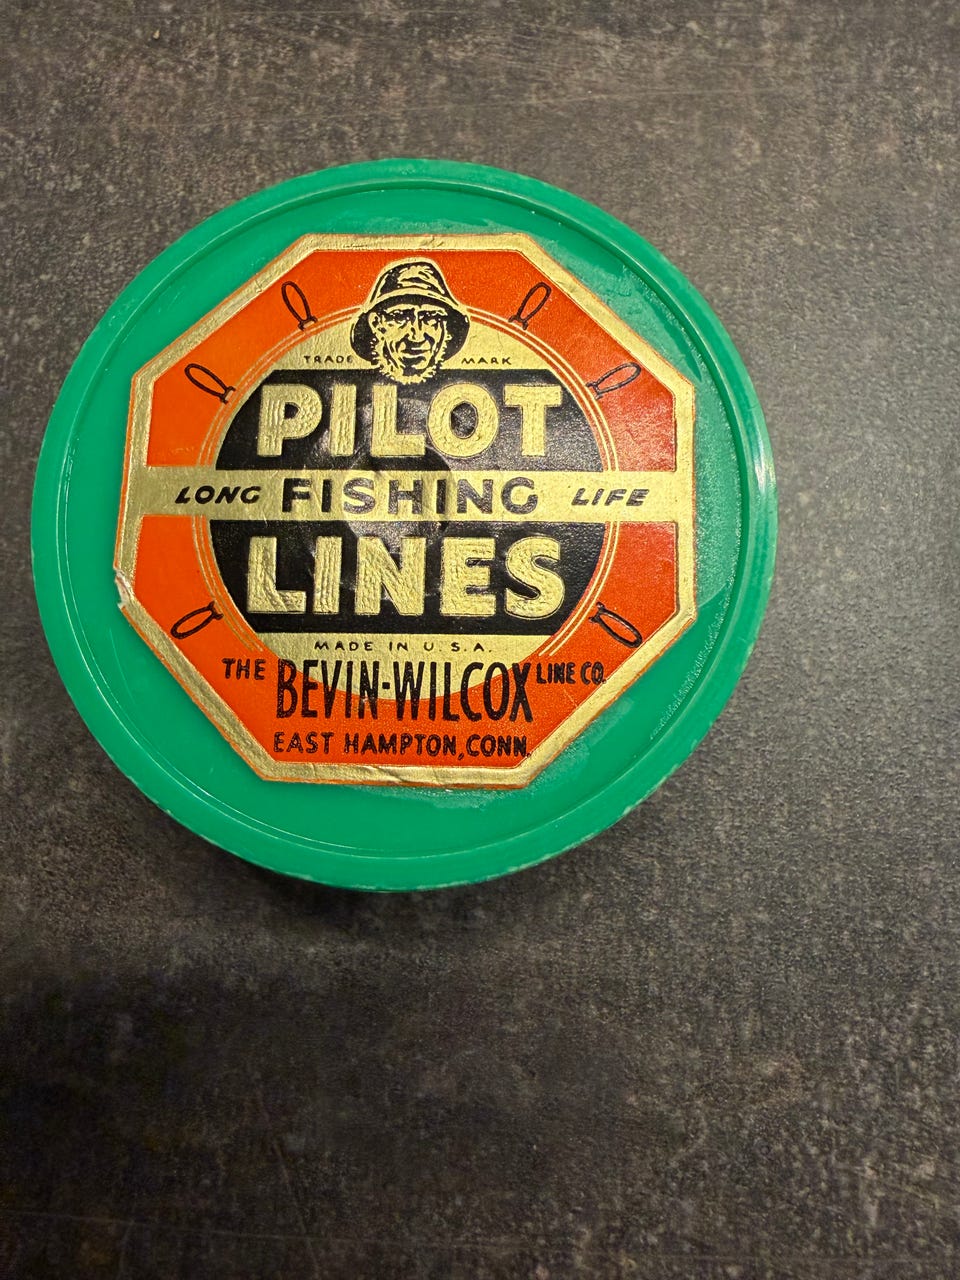 TRADE MARK
PILOT
LONG FISHING LIFE
LINES
MADE IN U.S.A.
THE BEVIN-WILCOX LINE CO.
EAST HAMPTON, CONN.